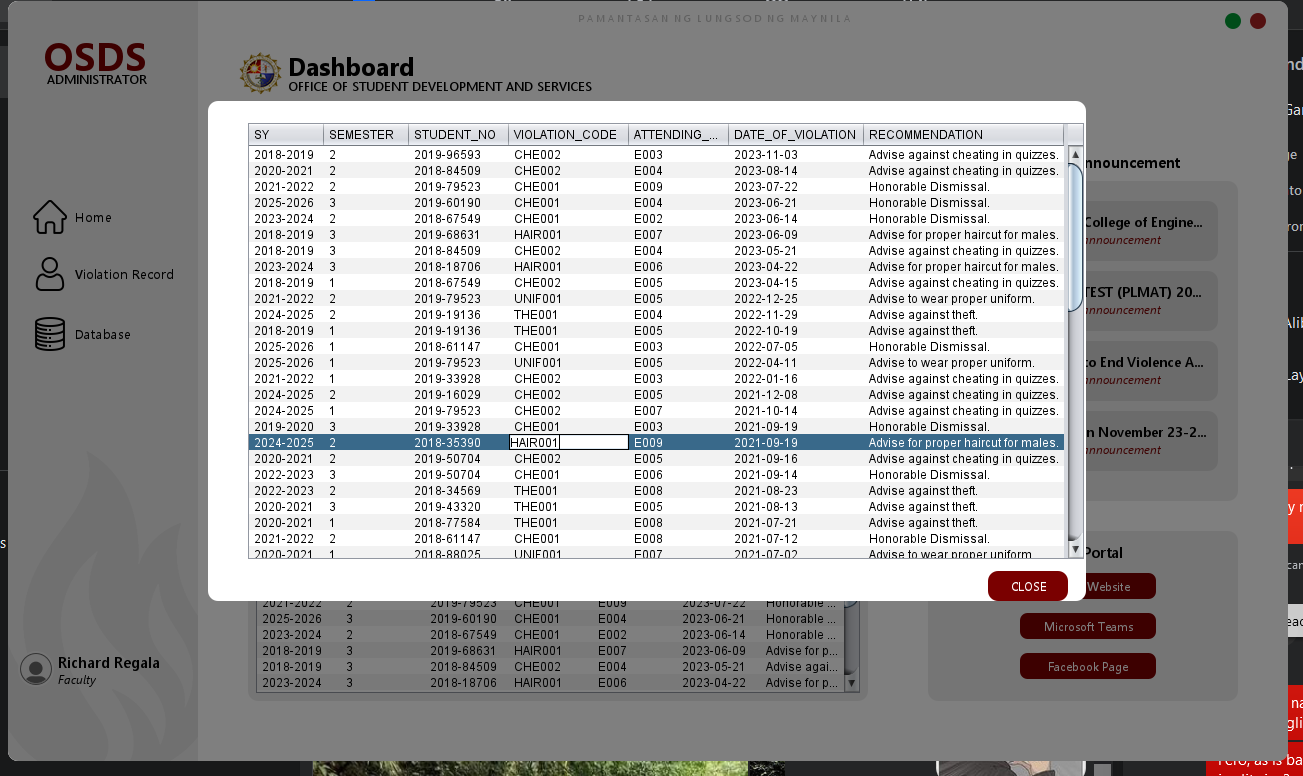 PAMANTASAN NG LUNGSOD NG MAYNILA
OSDS
ADMINISTRATOR
Dashboard
OFFICE OF STUDENT DEVELOPMENT AND SERVICES
Home
Violation Record
Database
Richard Regala
Faculty
SY SEMESTER STUDENT_NO VIOLATION_CODE ATTENDING_... DATE_OF_VIOLATION RECOMMENDATION
2018-2019 2 2019-96593 CHE002 E003 2023-11-03 Advise against cheating in quizzes.
2020-2021 2 2018-84509 CHE002 E004 2023-08-14 Advise against cheating in quizzes.
2021-2022 2 2019-79523 CHE001 E009 2023-07-22 Honorable Dismissal.
2025-2026 3 2019-60190 CHE001 E004 2023-06-21 Honorable Dismissal.
2023-2024 2 2018-67549 CHE001 E002 2023-06-14 Honorable Dismissal.
2018-2019 3 2019-68631 HAIR001 E007 2023-06-09 Advise for proper haircut for males.
2018-2019 3 2018-84509 CHE002 E004 2023-05-21 Advise against cheating in quizzes.
2023-2024 3 2018-18706 HAIR001 E006 2023-04-22 Advise for proper haircut for males.
2018-2019 1 2018-67549 CHE002 E005 2023-04-15 Advise against cheating in quizzes.
2021-2022 2 2019-79523 UNIF001 E005 2022-12-25 Advise to wear proper uniform.
2024-2025 2 2019-19136 THE001 E004 2022-11-29 Advise against theft.
2018-2019 1 2019-19136 THE001 E005 2022-10-19 Advise against theft.
2025-2026 1 2018-61147 CHE001 E003 2022-07-05 Honorable Dismissal.
2025-2026 1 2019-79523 UNIF001 E005 2022-04-11 Advise to wear proper uniform.
2021-2022 1 2019-33928 CHE002 E003 2022-01-16 Advise against cheating in quizzes.
2024-2025 2 2019-16029 CHE002 E005 2021-12-08 Advise against cheating in quizzes.
2024-2025 1 2019-79523 CHE002 E007 2021-10-14 Advise against cheating in quizzes.
2019-2020 3 2019-33928 CHE001 E003 2021-09-19 Honorable Dismissal.
2024-2025 2 2018-35390 HAIR001 E009 2021-09-19 Advise for proper haircut for males.
2020-2021 2 2019-50704 CHE002 E005 2021-09-16 Advise against cheating in quizzes.
2022-2023 3 2019-50704 CHE001 E006 2021-09-14 Honorable Dismissal.
2022-2023 2 2018-34569 THE001 E008 2021-08-23 Advise against theft.
2020-2021 3 2019-43320 THE001 E005 2021-08-13 Advise against theft.
2020-2021 1 2018-77584 THE001 E008 2021-07-21 Advise against theft.
2021-2022 2 2018-61147 CHE001 E008 2021-07-12 Honorable Dismissal.
2020-2021 1 2018-88025 UNIF001 E007 2021-07-02 Advise to wear proper uniform
CLOSE
2021-2022 2 2019-79523 CHE001 E009 2023-07-22 Honorable ...
2025-2026 3 2019-60190 CHE001 E004 2023-06-21 Honorable ...
2023-2024 2 2018-67549 CHE001 E002 2023-06-14 Honorable ...
2018-2019 3 2019-68631 HAIR001 E007 2023-06-09 Advise for p...
2018-2019 3 2018-84509 CHE002 E004 2023-05-21 Advise agai...
2023-2024 3 2018-18706 HAIR001 E006 2023-04-22 Advise for p...
nnouncement
College of Engine...
announcement
TEST (PLMAT) 20...
announcement
to End Violence A...
announcement
n November 23-2...
announcement
Portal
Website
Microsoft Teams
Facebook Page